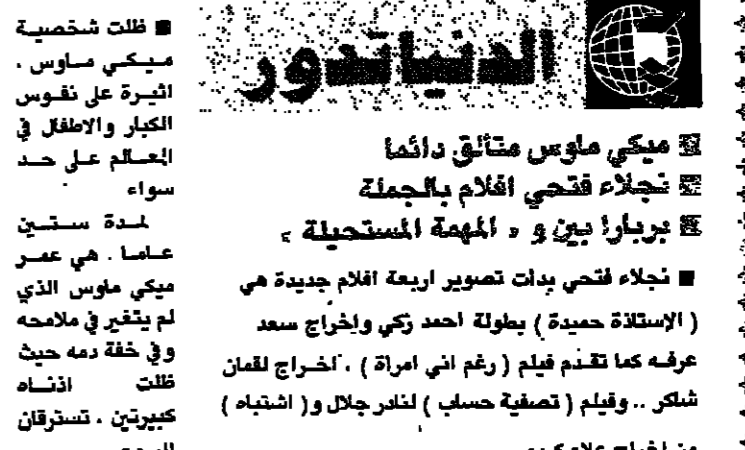 الدنيا تدور
▩ ميكي ماوس متألق دائما
▩ نجلاء فتحي افلام بالجملة
▩ بربارا بين و « المهمة المستحيلة »
■ نجلاء فتحي بدات تصوير اربعة افلام جديدة هي
( الإستاذة حميدة ) بطولة احمد زكي واخراج سعد
عرفه كما تقدم فيلم ( رغم اني امراة ) ، اخراج لقمان
شاكر .. وفيلم ( تصفية حساب ) لنادر جلال و ( اشتباه )
■ ظلت شخصية
ميكي ماوس ،
اثيرة على نفوس
الكبار والاطفال في
العالم على حد
سواء
لمدة ستين
عاما . هي عمر
ميكي ماوس الذي
لم يتغير في ملامحه
وفي خفة دمه حيث
ظلت اذناه
كبيرتين ، تسترقان